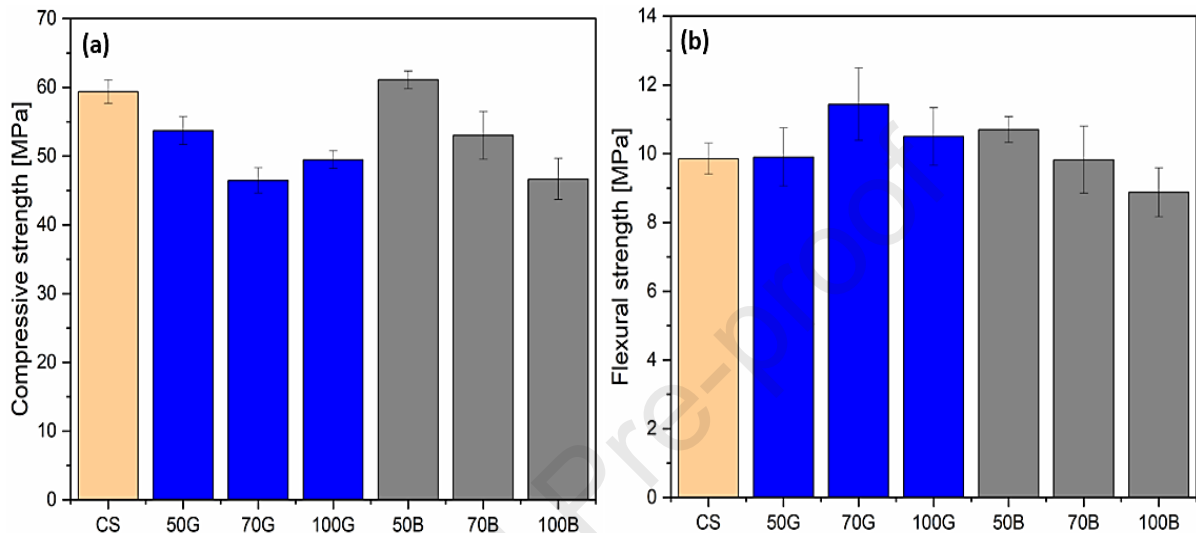 (a)
Compressive strength [MPa]
70
60
50
40
30
20
10
0
CS 50G 70G 100G 50B 70B 100B
(b)
Flexural strength [MPa]
14
12
10
8
6
4
2
0
CS 50G 70G 100G 50B 70B 100B
Pre-proof